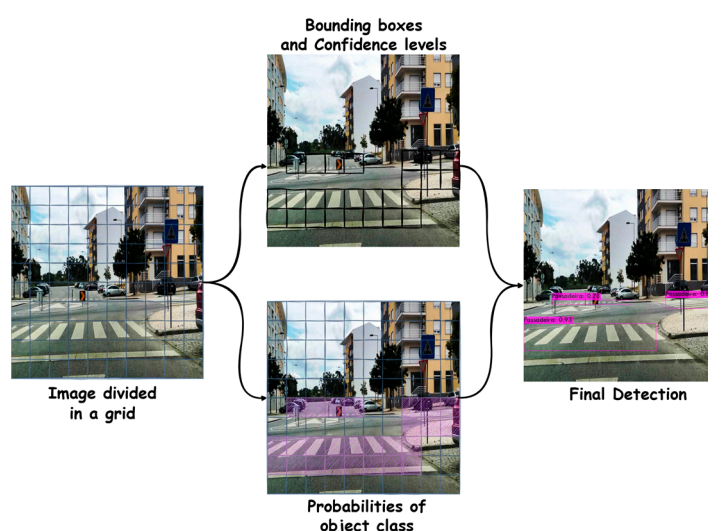 Bounding boxes
and Confidence levels
Image divided
in a grid
Passadeira: 0.92
Final Detection
Probabilities of
object class